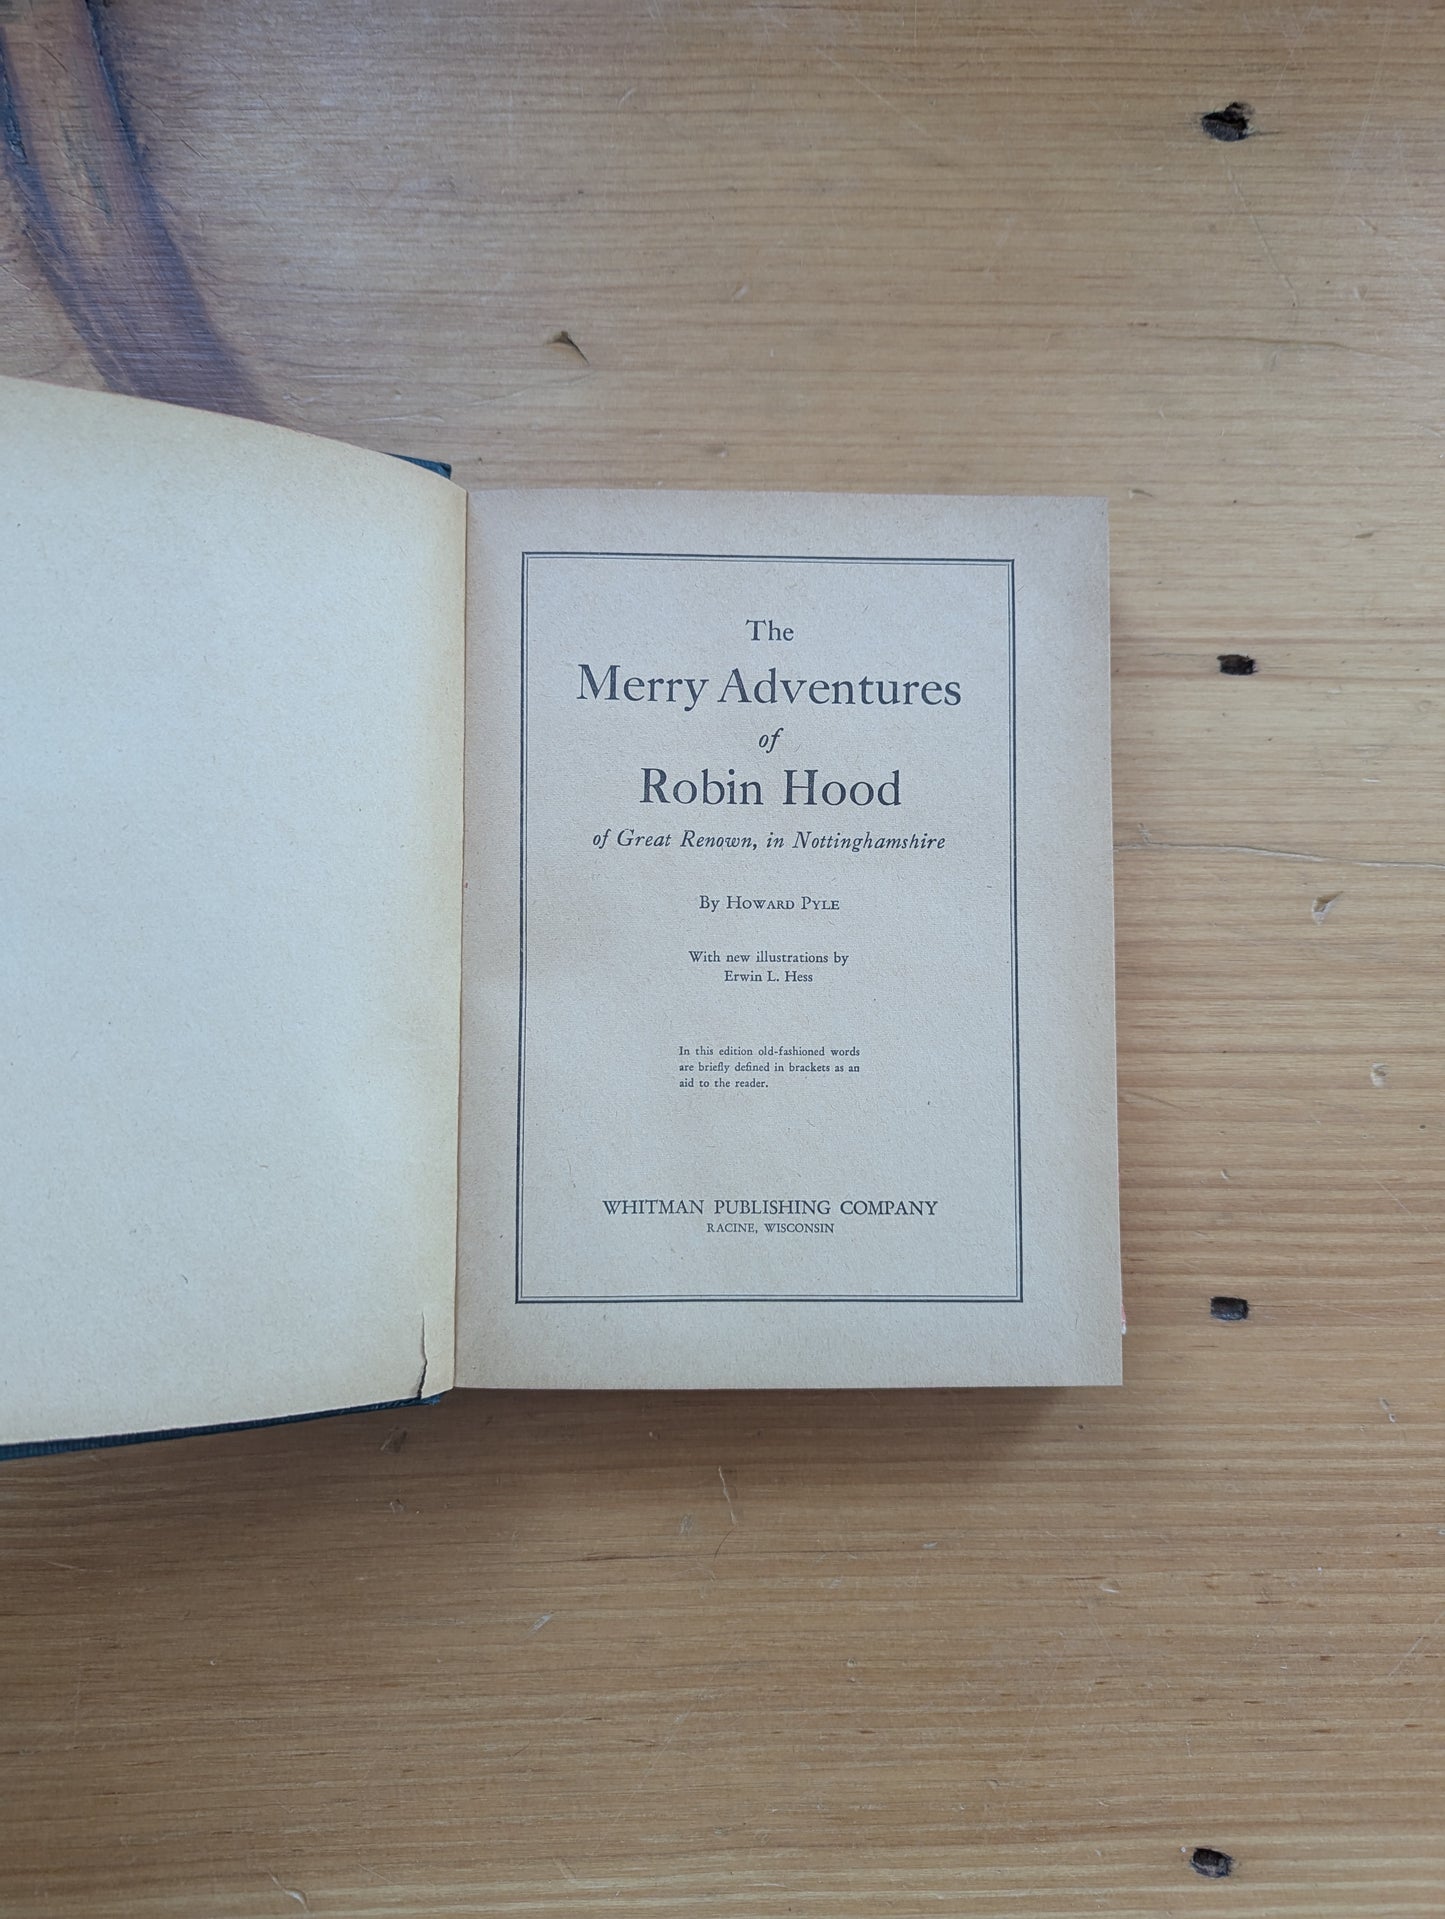 The
Merry Adventures
of
Robin Hood
of Great Renown, in Nottinghamshire
By Howard Pyle
With new illustrations by
Erwin L. Hess
In this edition old-fashioned words
are briefly defined in brackets as an
aid to the reader.
WHITMAN PUBLISHING COMPANY
RACINE, WISCONSIN